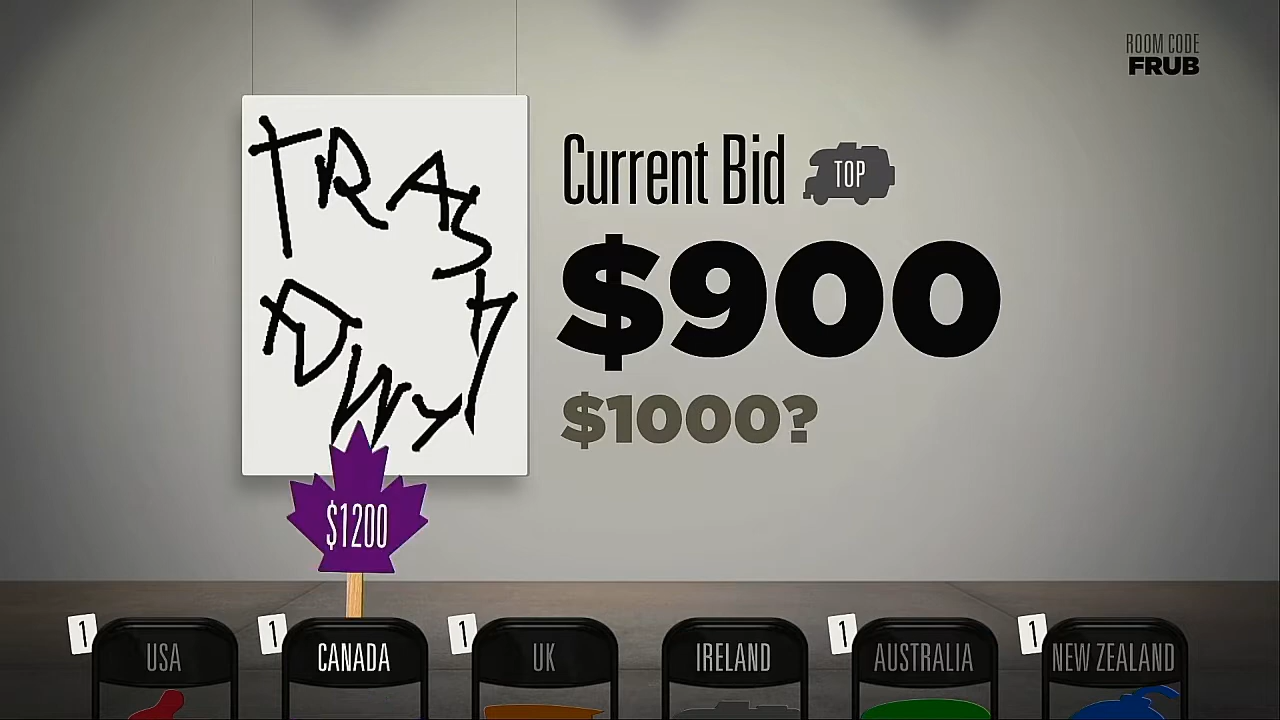 ROOM CODE
FRUB
TRASH
Current Bid TOP
$900
$1000?
$1200
1 USA 1 CANADA 1 UK IRELAND 1 AUSTRALIA 1 NEW ZEALAND